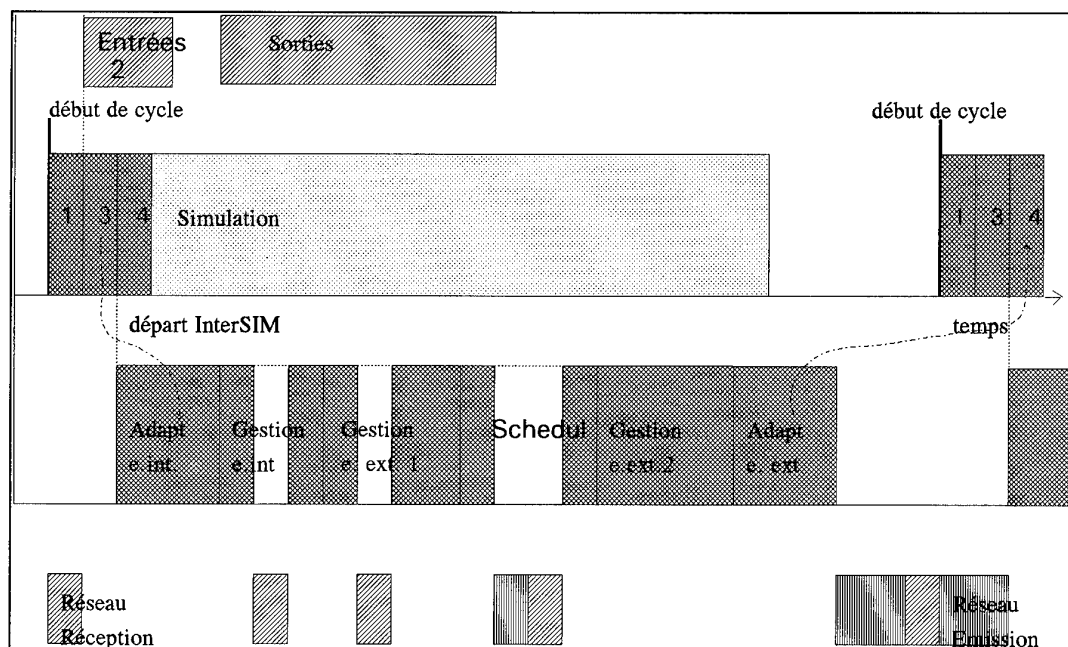 Entrées Sorties
2
début de cycle début de cycle
1 3 4 Simulation 1 3 4
départ InterSIM temps
Adapt Gestion Gestion Schedul Gestion Adapt
e.int. e.int e. ext 1 e.ext 2 e. ext
Réseau Réseau
Réception Emission